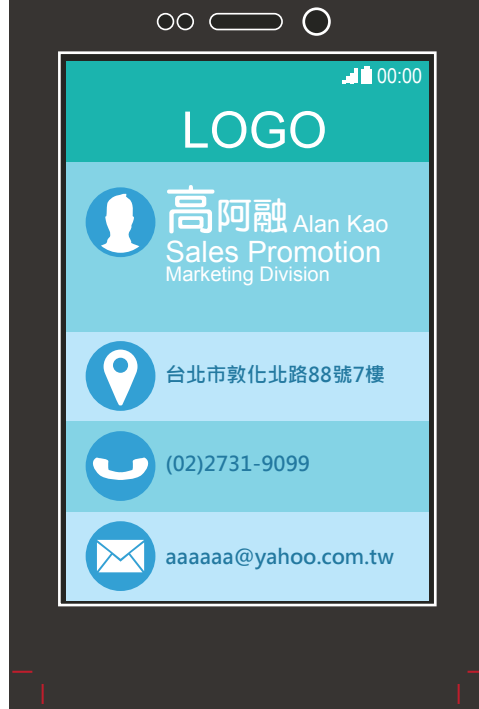 00:00
LOGO
高阿融 Alan Kao
Sales Promotion
Marketing Division
台北市敦化北路88號7樓
(02)2731-9099
aaaaaa@yahoo.com.tw